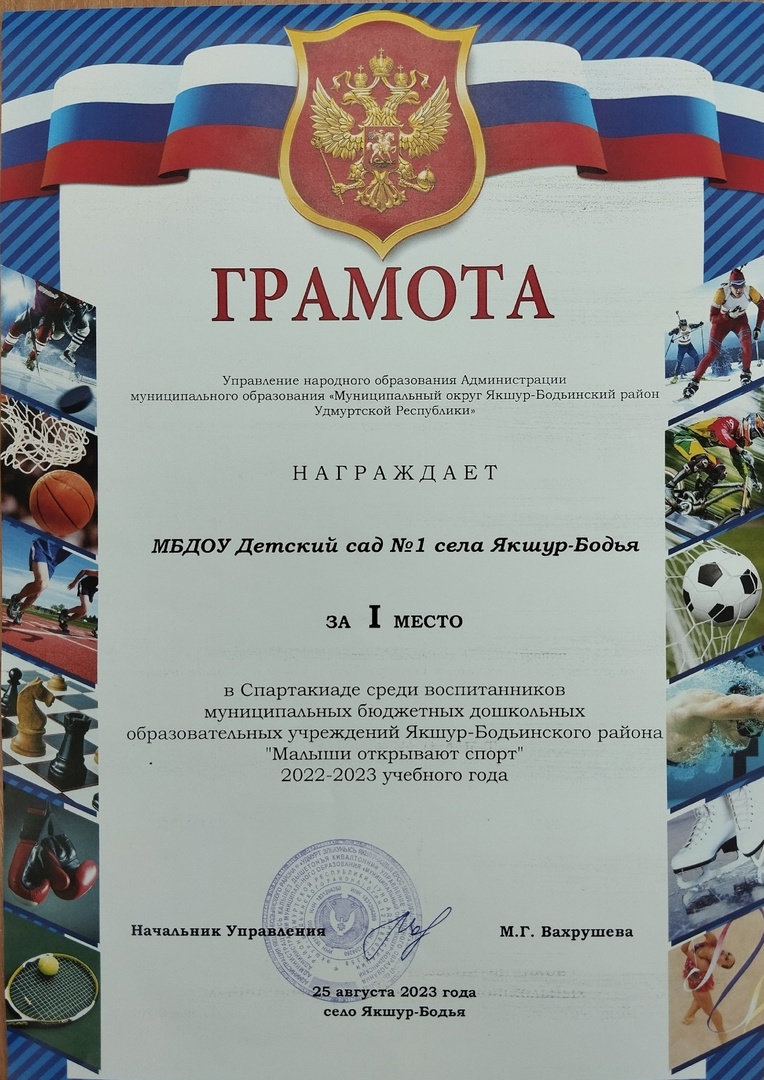 ГРАМОТА
Управление народного образования Администрации
муниципального образования «Муниципальный округ Якшур-Бодьинский район
Удмуртской Республики»
НАГРАЖДАЕТ
МБДОУ Детский сад №1 села Якшур-Бодья
ЗА I МЕСТО
в Спартакиаде среди воспитанников
муниципальных бюджетных дошкольных
образовательных учреждений Якшур-Бодьинского района
"Малыши открывают спорт"
2022-2023 учебного года
Начальник Управления М.Г. Вахрушева
25 августа 2023 года
село Якшур-Бодья